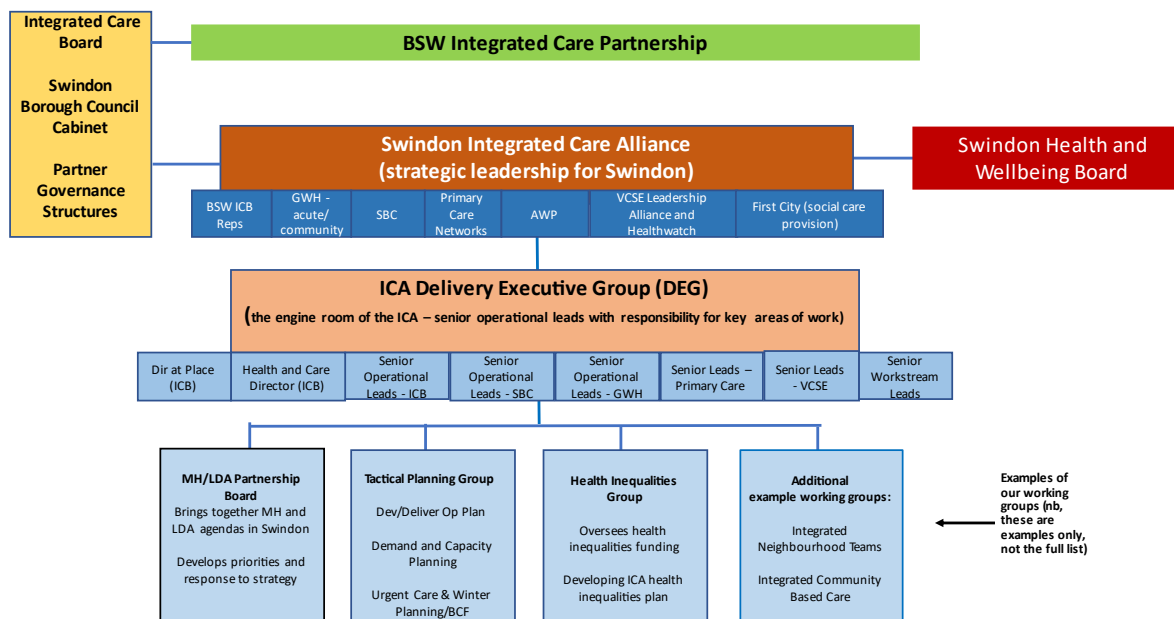 Integrated Care
Board
Swindon
Borough Council
Cabinet
Partner
Governance
Structures
BSW Integrated Care Partnership
Swindon Integrated Care Alliance
(strategic leadership for Swindon)
Swindon Health and
Wellbeing Board
BSW ICB
Reps
GWH -
acute/
community
SBC
Primary
Care
Networks
AWP
VCSE Leadership
Alliance and
Healthwatch
First City (social care
provision)
ICA Delivery Executive Group (DEG)
(the engine room of the ICA – senior operational leads with responsibility for key areas of work)
Dir at Place
(ICB)
Health and Care
Director (ICB)
Senior
Operational
Leads - ICB
Senior
Operational
Leads - SBC
Senior
Operational
Leads - GWH
Senior Leads –
Primary Care
Senior Leads
- VCSE
Senior
Workstream
Leads
MH/LDA Partnership
Board
Brings together MH and
LDA agendas in Swindon
Develops priorities and
response to strategy
Tactical Planning Group
Dev/Deliver Op Plan
Demand and Capacity
Planning
Urgent Care & Winter
Planning/BCF
Health Inequalities
Group
Oversees health
inequalities funding
Developing ICA health
inequalities plan
Additional
example working groups:
Integrated
Neighbourhood Teams
Integrated Community
Based Care
Examples of
our working
groups (nb,
these are
examples only,
not the full list)